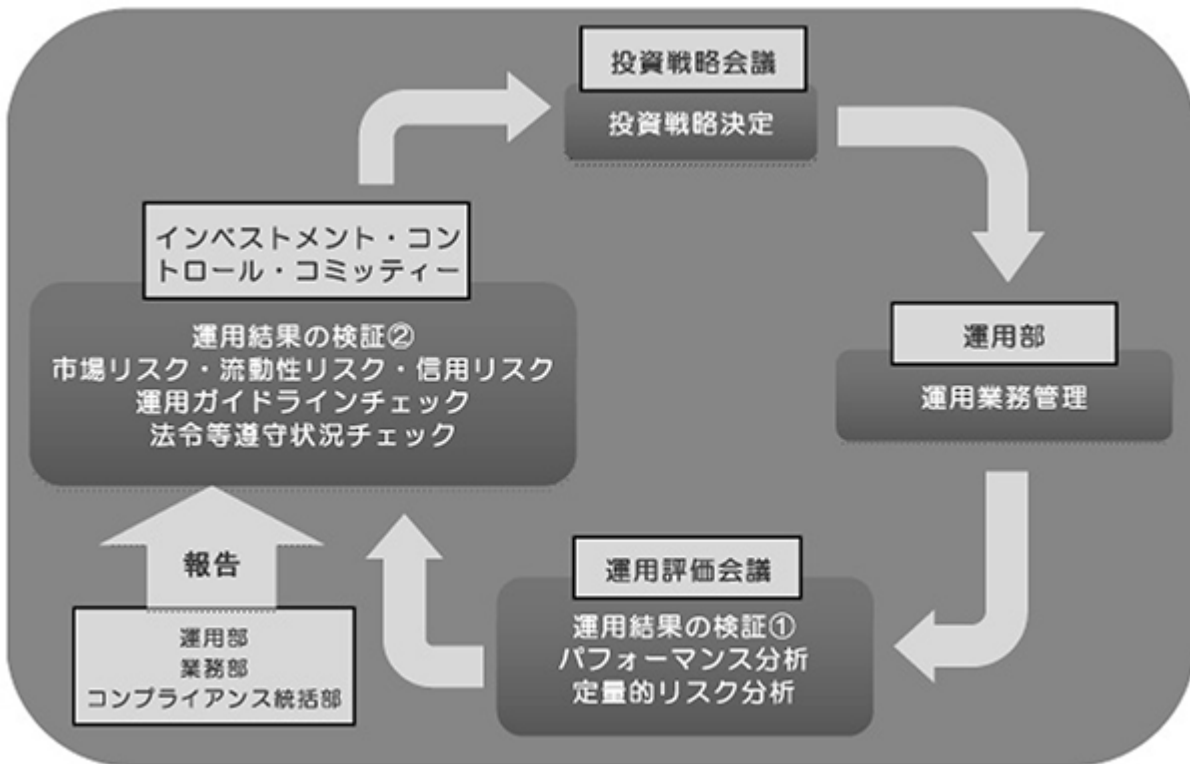 投資戦略会議
投資戦略決定
運用部
運用業務管理
運用評価会議
運用結果の検証①
パフォーマンス分析
定量的リスク分析
インベストメント・コン
トロール・コミッティー
運用結果の検証②
市場リスク・流動性リスク・信用リスク
運用ガイドラインチェック
法令等遵守状況チェック
報告
運用部
業務部
コンプライアンス統括部